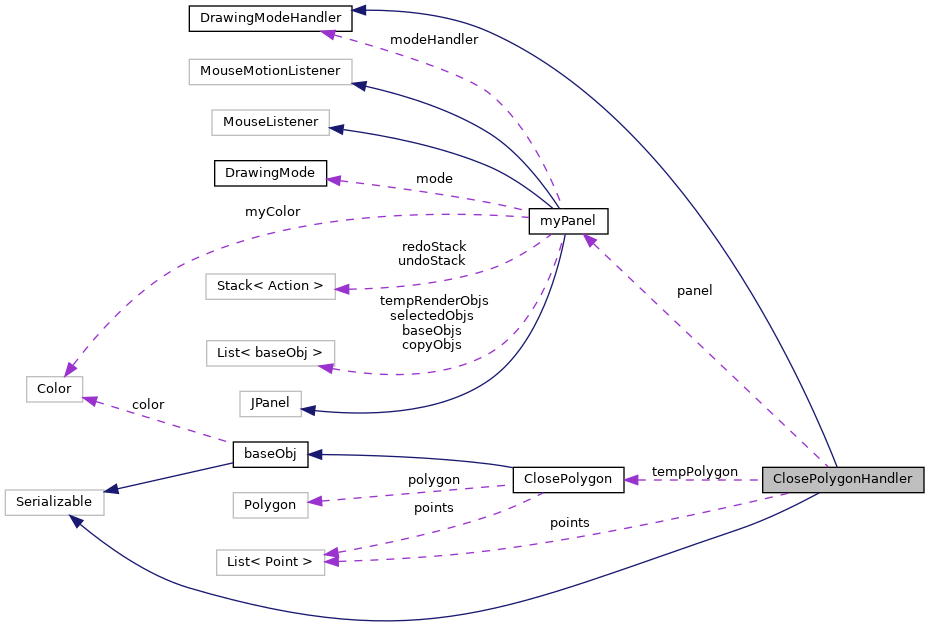 DrawingModeHandler
modeHandler
MouseMotionListener
MouseListener
DrawingMode
mode
myColor
myPanel
redoStack
undoStack
Stack< Action >
panel
tempRenderObjs
selectedObjs
baseObjs
copyObjs
List< baseObj >
Color
JPanel
color
baseObj
tempPolygon
ClosePolygon
ClosePolygonHandler
polygon
Serializable
Polygon
points
points
List< Point >